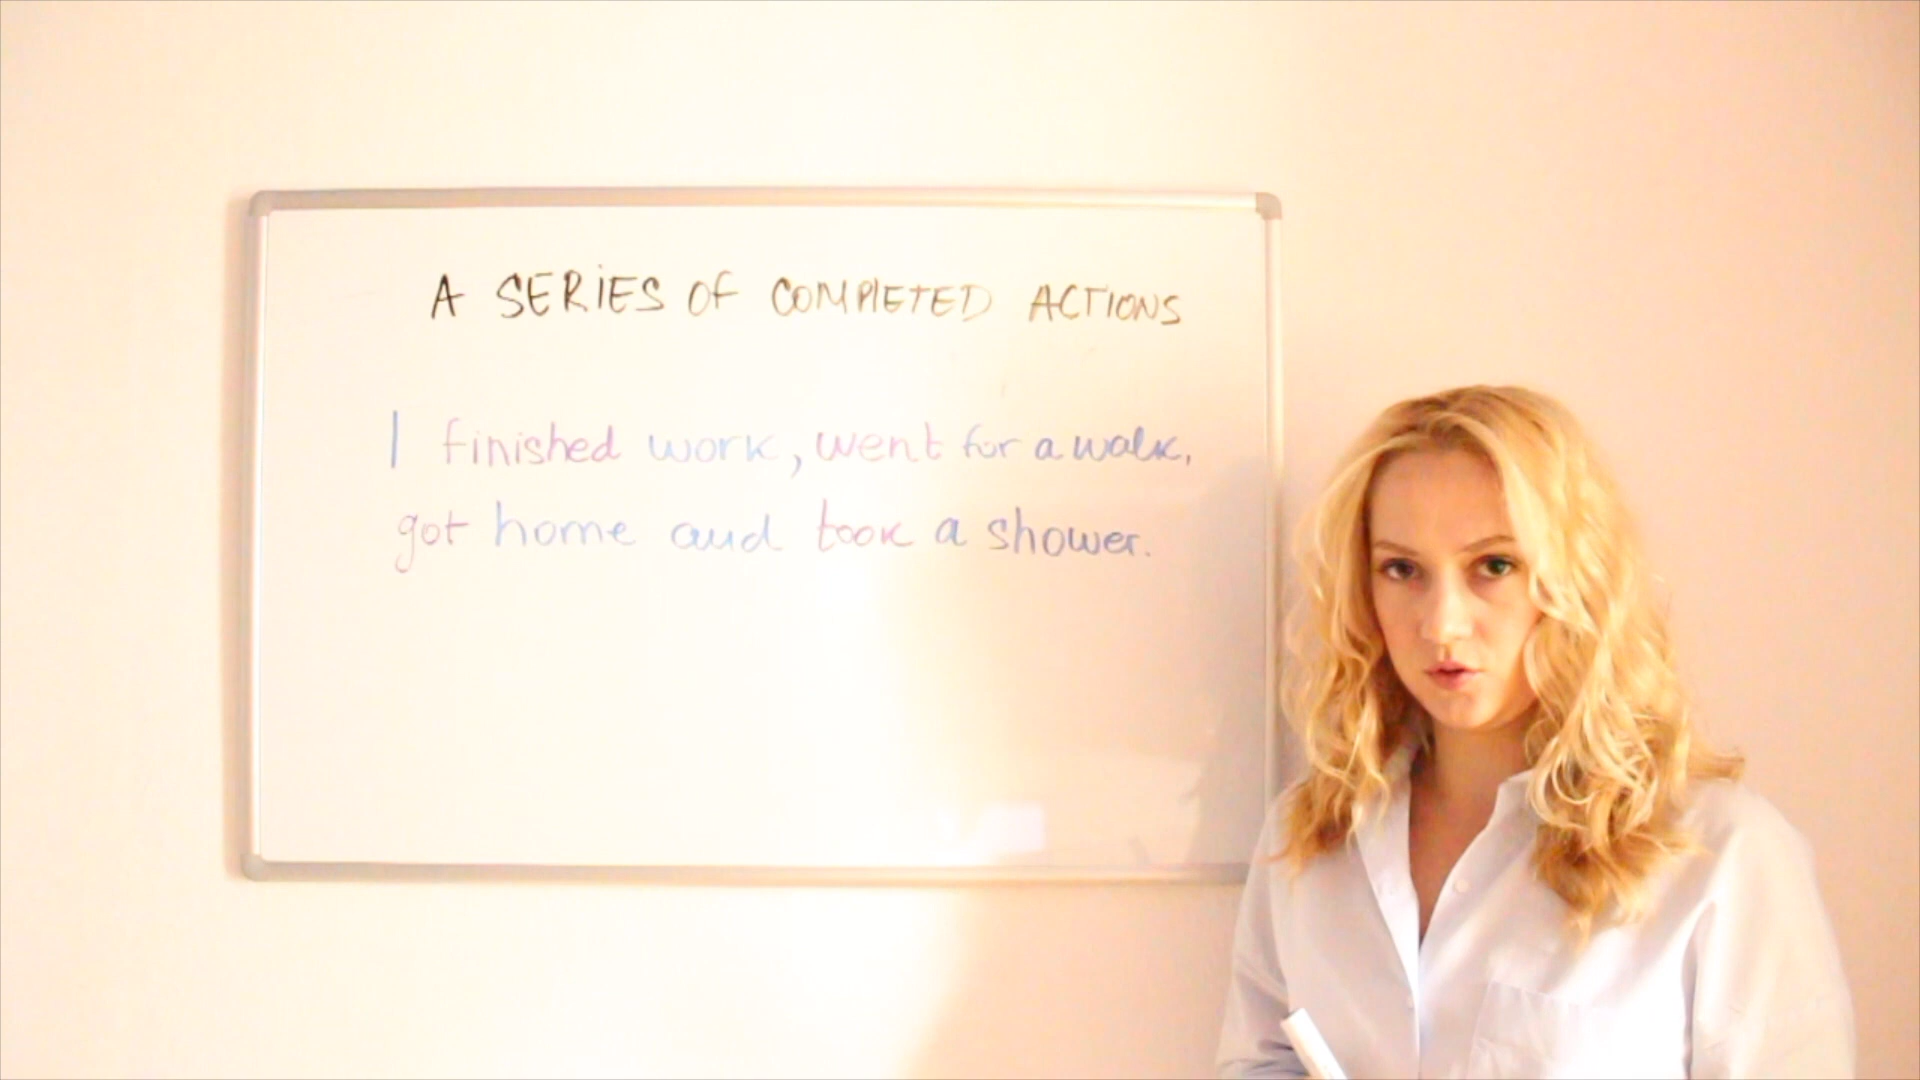 A SERIES OF COMPLETED ACTIONS
I finished work, went for a walk,
got home and took a shower.